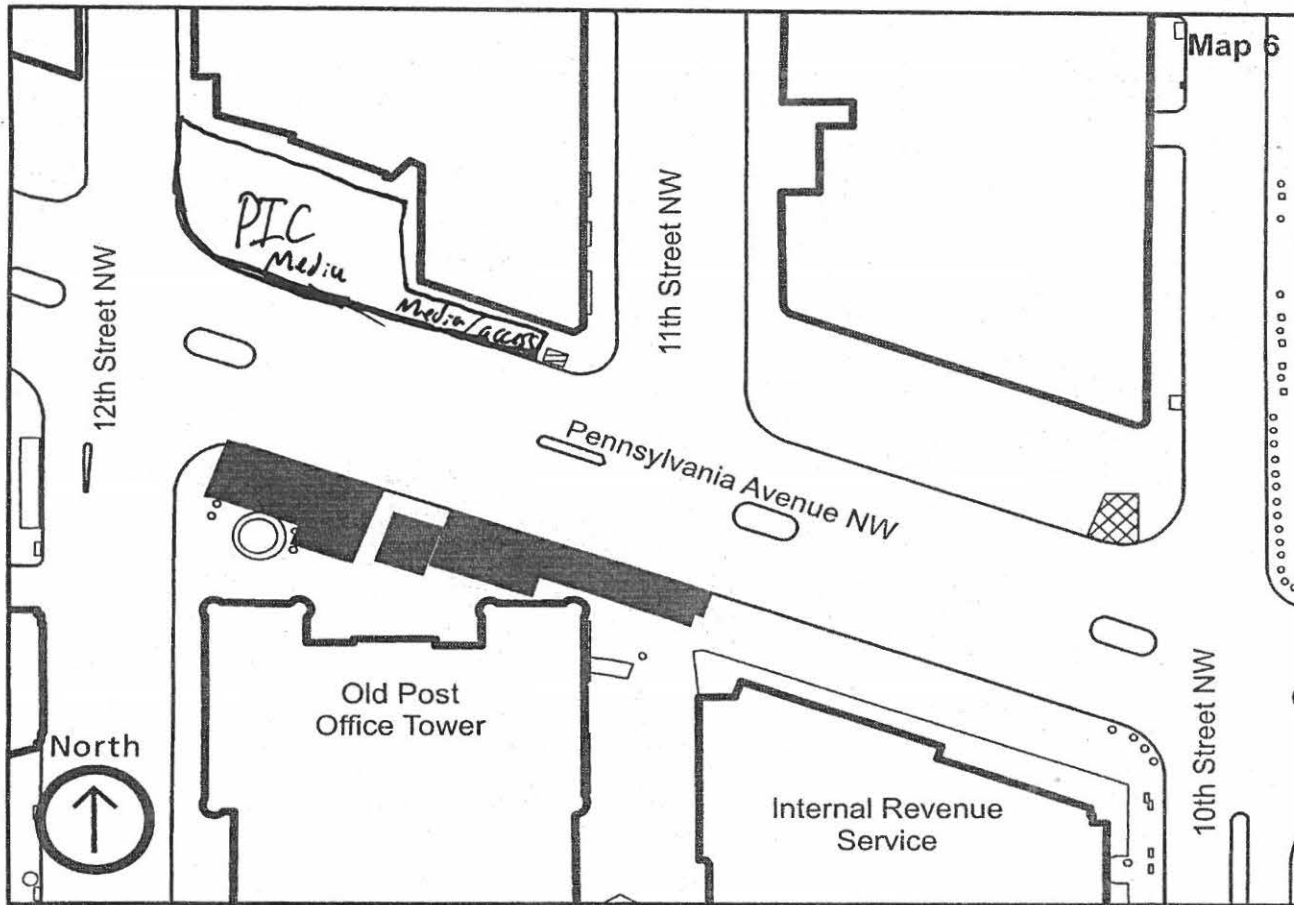 Map 6
PIC
Media
Media/access
12th Street NW
11th Street NW
Pennsylvania Avenue NW
10th Street NW
Old Post
Office Tower
Internal Revenue
Service
North